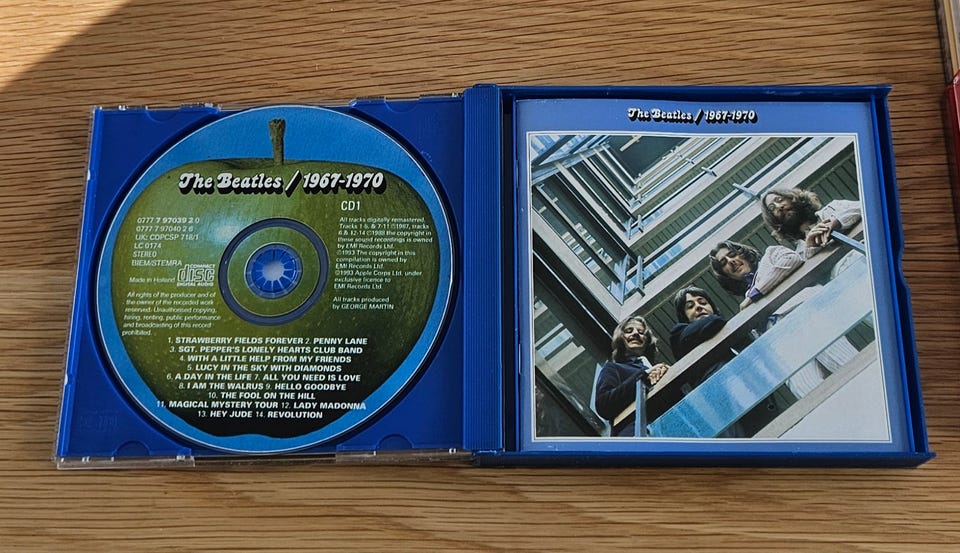 The Beatles / 1967-1970
CD1
0777 7 97039 2 0
0777 7 97040 2 6
UK: CDPCSP 718/1
LC 0174
STEREO
BIEM/STEMRA
Made in Holland
COMPACT
disc
DIGITAL AUDIO
All rights of the producer and of
the owner of the recorded work
reserved. Unauthorised copying,
hiring, renting, public performance
and broadcasting of this record
prohibited.
All tracks digitally remastered.
Tracks 1-5, & 7-11 ℗1987, tracks
6 & 12-14 ℗1988 the copyright in
these sound recordings is owned
by EMI Records Ltd.
©1993 The copyright in this
compilation is owned by
EMI Records Ltd.
©1993 Apple Corps Ltd. under
exclusive licence to
EMI Records Ltd.
All tracks produced
by GEORGE MARTIN
1. STRAWBERRY FIELDS FOREVER 2. PENNY LANE
3. SGT. PEPPER'S LONELY HEARTS CLUB BAND
4. WITH A LITTLE HELP FROM MY FRIENDS
5. LUCY IN THE SKY WITH DIAMONDS
6. A DAY IN THE LIFE 7. ALL YOU NEED IS LOVE
8. I AM THE WALRUS 9. HELLO GOODBYE
10. THE FOOL ON THE HILL
11. MAGICAL MYSTERY TOUR 12. LADY MADONNA
13. HEY JUDE 14. REVOLUTION
The Beatles / 1967-1970